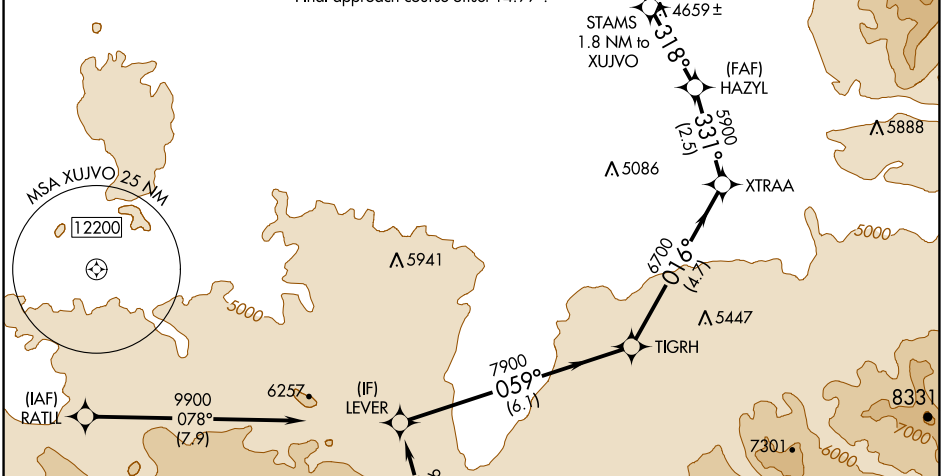 STAMS
1.8 NM to
XUJVO
4659 ±
318°
(FAF)
HAZYL
5900
331°
(2.5)
5888
5086
XTRAA
MSA XUJVO 25 NM
12200
5000
6700
016°
(4.7)
5941
5000
5447
TIGRH
7900
059°
(6.1)
(IAF)
RATLL
9900
078°
(7.9)
6257
(IF)
LEVER
8331
7000
7301
6000